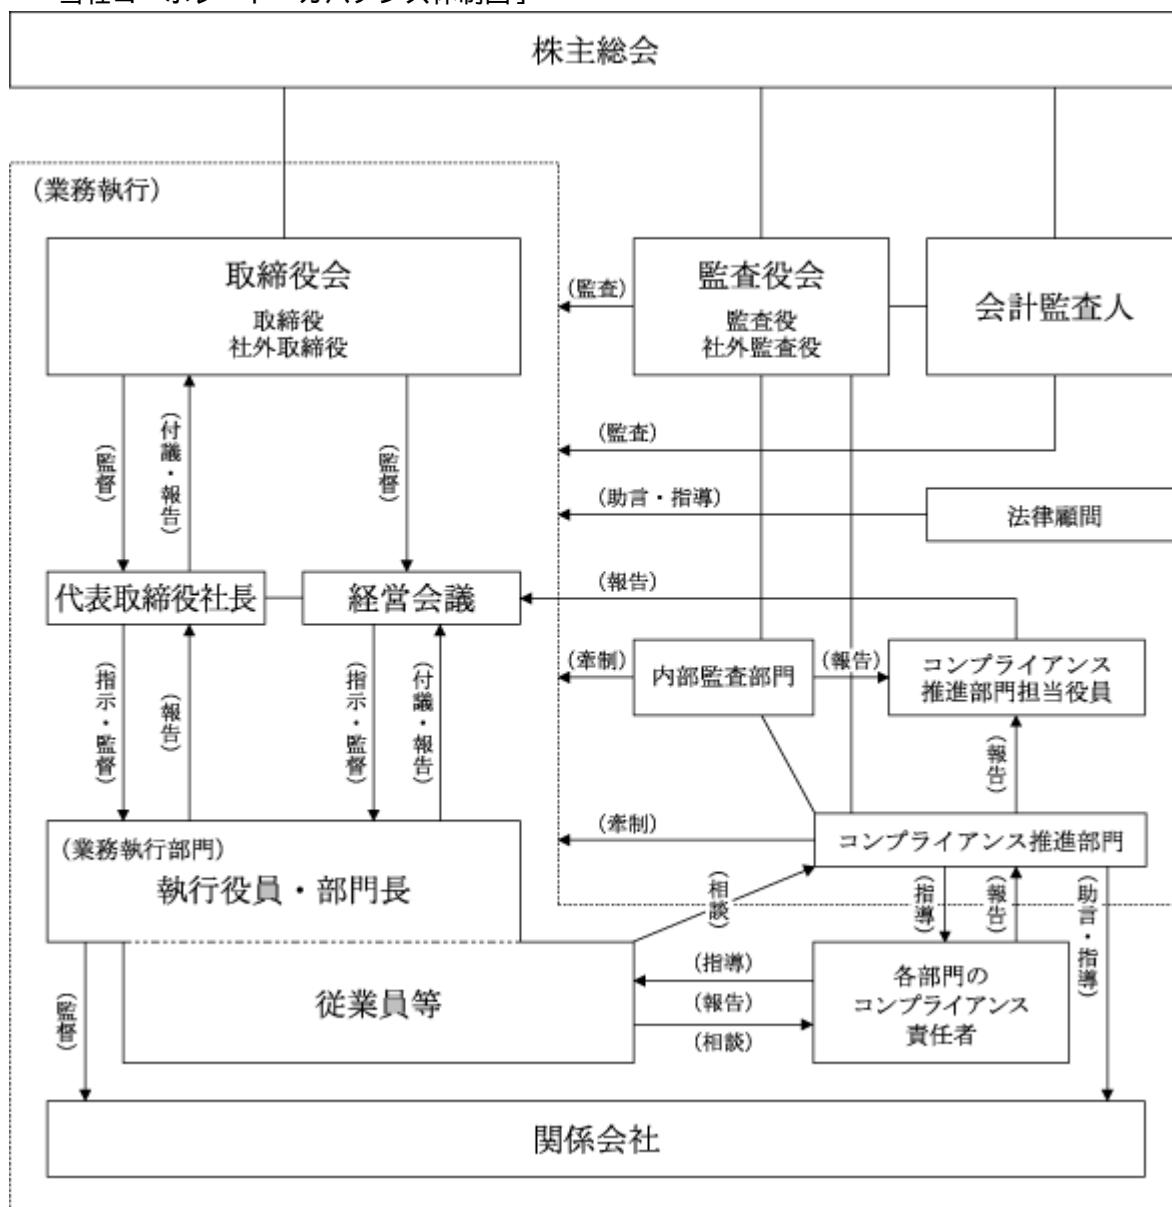 株主総会
（業務執行）
取締役会
取締役
社外取締役
（監査）
監査役会
監査役
社外監査役
会計監査人
（監督）
（付議・報告）
（監督）
（監査）
（助言・指導）
法律顧問
代表取締役社長
経営会議
（報告）
（指示・監督）
（報告）
（指示・監督）
（付議・報告）
（牽制）
内部監査部門
（報告）
コンプライアンス
推進部門担当役員
（報告）
（業務執行部門）
執行役員・部門長
（牽制）
コンプライアンス推進部門
（相談）
（指導）
（報告）
（助言・指導）
従業員等
（指導）
（報告）
（相談）
各部門の
コンプライアンス
責任者
関係会社